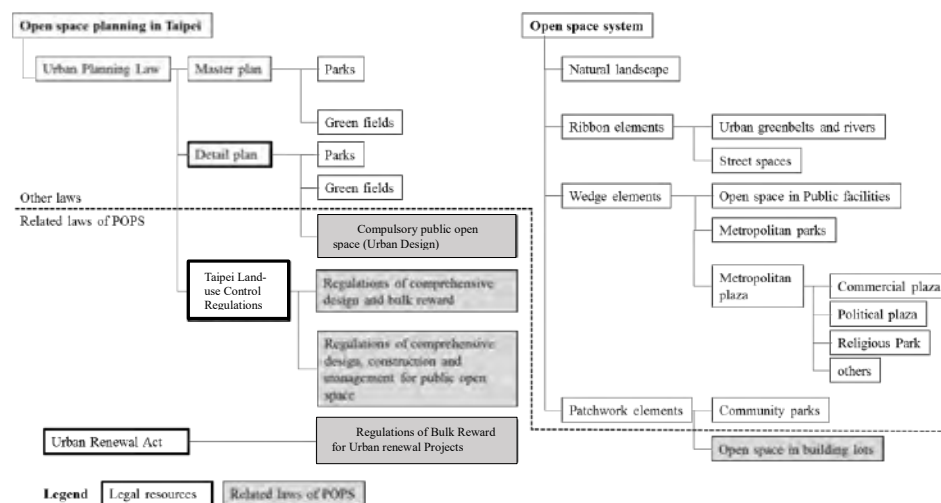 Open space planning in Taipei
Urban Planning Law
Master plan
Parks
Green fields
Detail plan
Parks
Green fields
Other laws
Related laws of POPS
Compulsory public open
space (Urban Design)
Taipei Land-
use Control
Regulations
Regulations of comprehensive
design and bulk reward
Regulations of comprehensive
design, construction and
management for public open
space
Urban Renewal Act
Regulations of Bulk Reward
for Urban renewal Projects
Legend
Legal resources
Related laws of POPS
Open space system
Natural landscape
Ribbon elements
Urban greenbelts and rivers
Street spaces
Wedge elements
Open space in Public facilities
Metropolitan parks
Metropolitan
plaza
Commercial plaza
Political plaza
Religious Park
others
Patchwork elements
Community parks
Open space in building lots